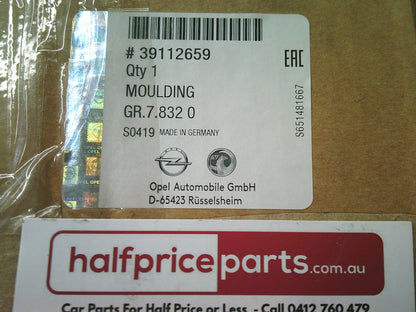 # 39112659
Qty 1
MOULDING
GR.7.832 0
S0419 MADE IN GERMANY
EAC
S651481667
Opel Automobile GmbH
D-65423 Rüsselsheim
halfpriceparts.com.au
Car Parts For Half Price or Less - Call 0412 760 479